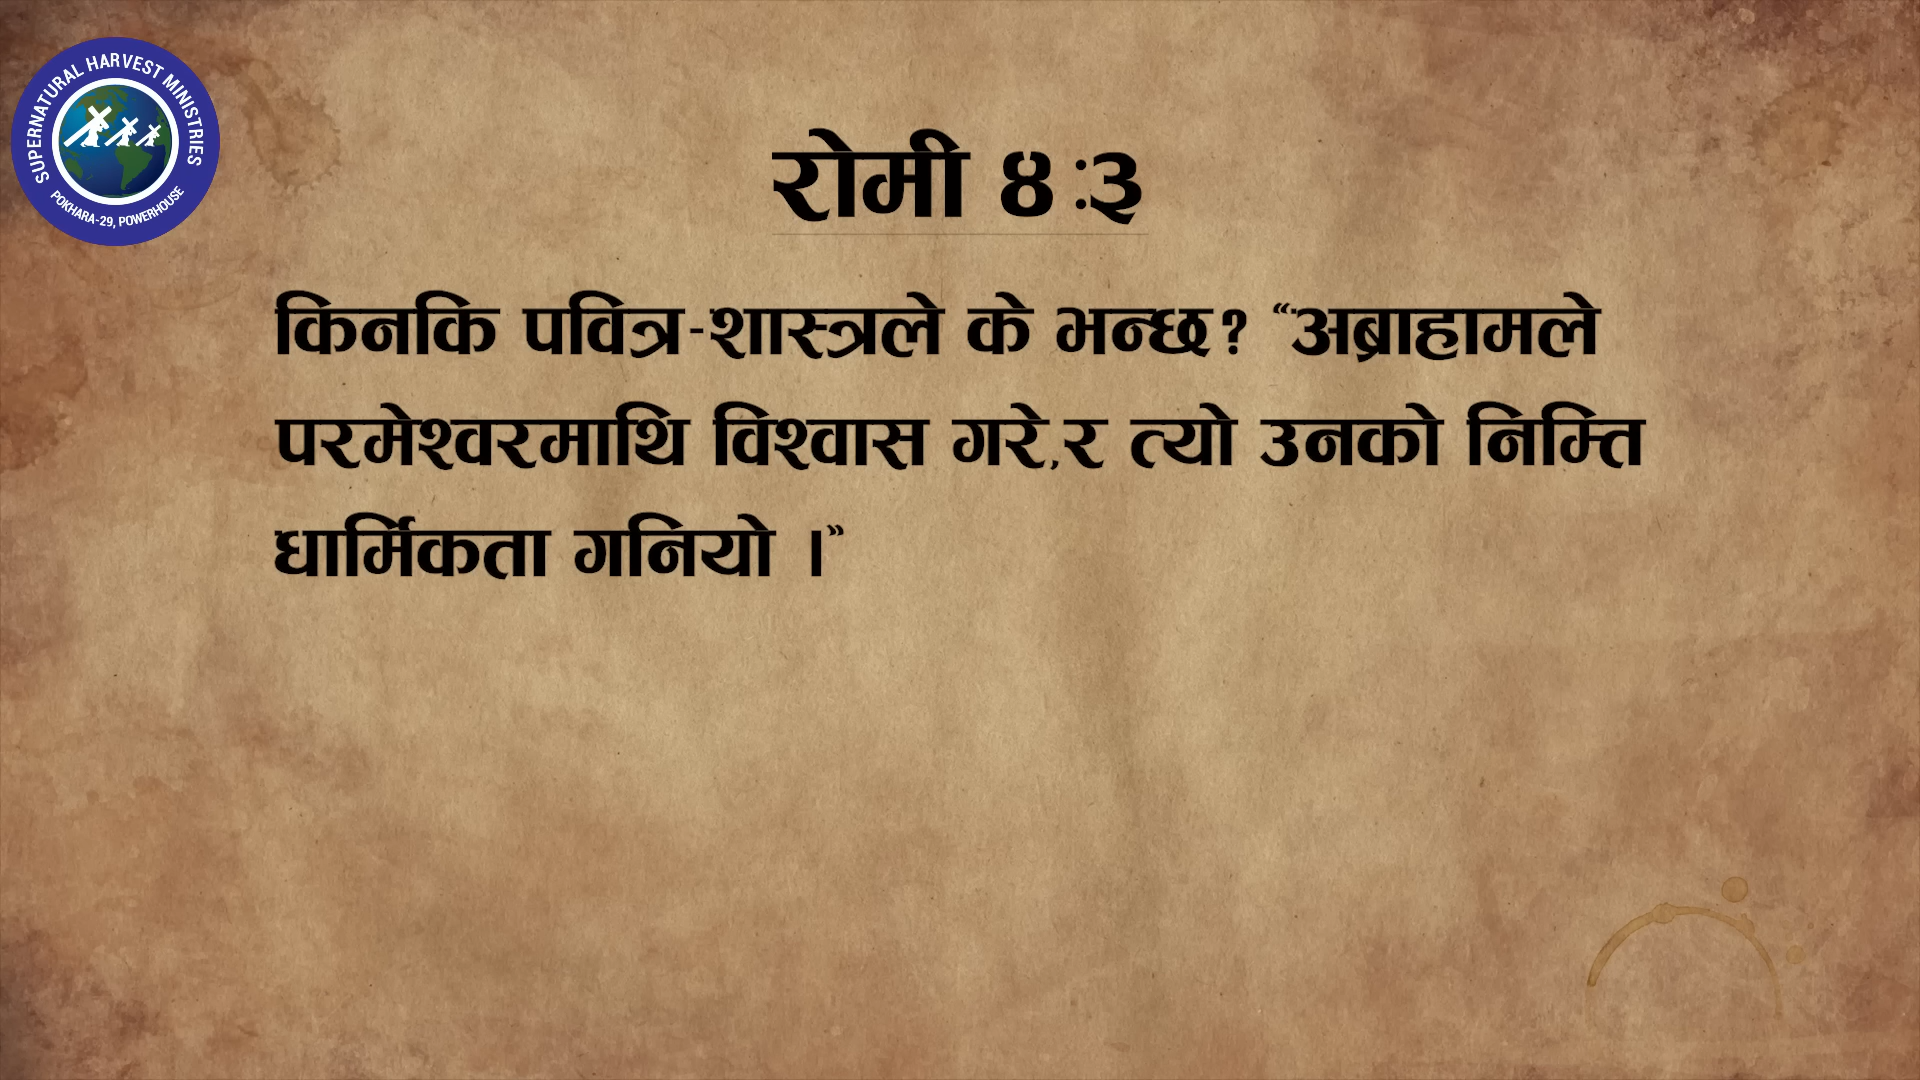 SUPERNATURAL HARVEST MINISTRIES
POKHARA-29, POWERHOUSE
रोमी ४ :३
किनकि पवित्र-शास्त्रले के भन्छ? “अब्राहामले
परमेश्वरमाथि विश्वास गरे,र त्यो उनको निम्ति
धार्मिकता गनियो ।”